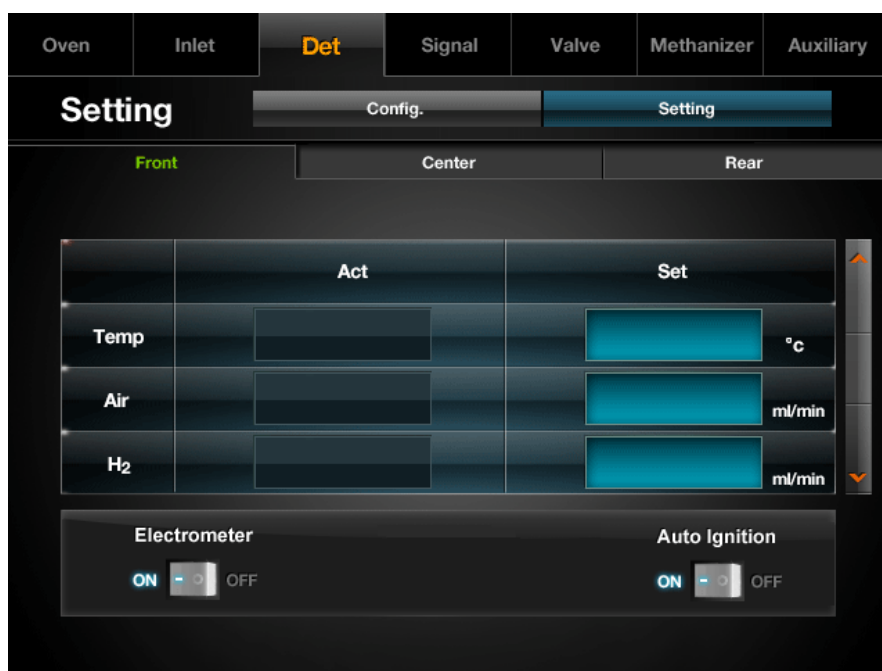 Oven Inlet Det Signal Valve Methanizer Auxiliary
Setting Config. Setting
Front Center Rear
Act Set
Temp °c
Air ml/min
H₂ ml/min
Electrometer Auto Ignition
ON OFF ON OFF